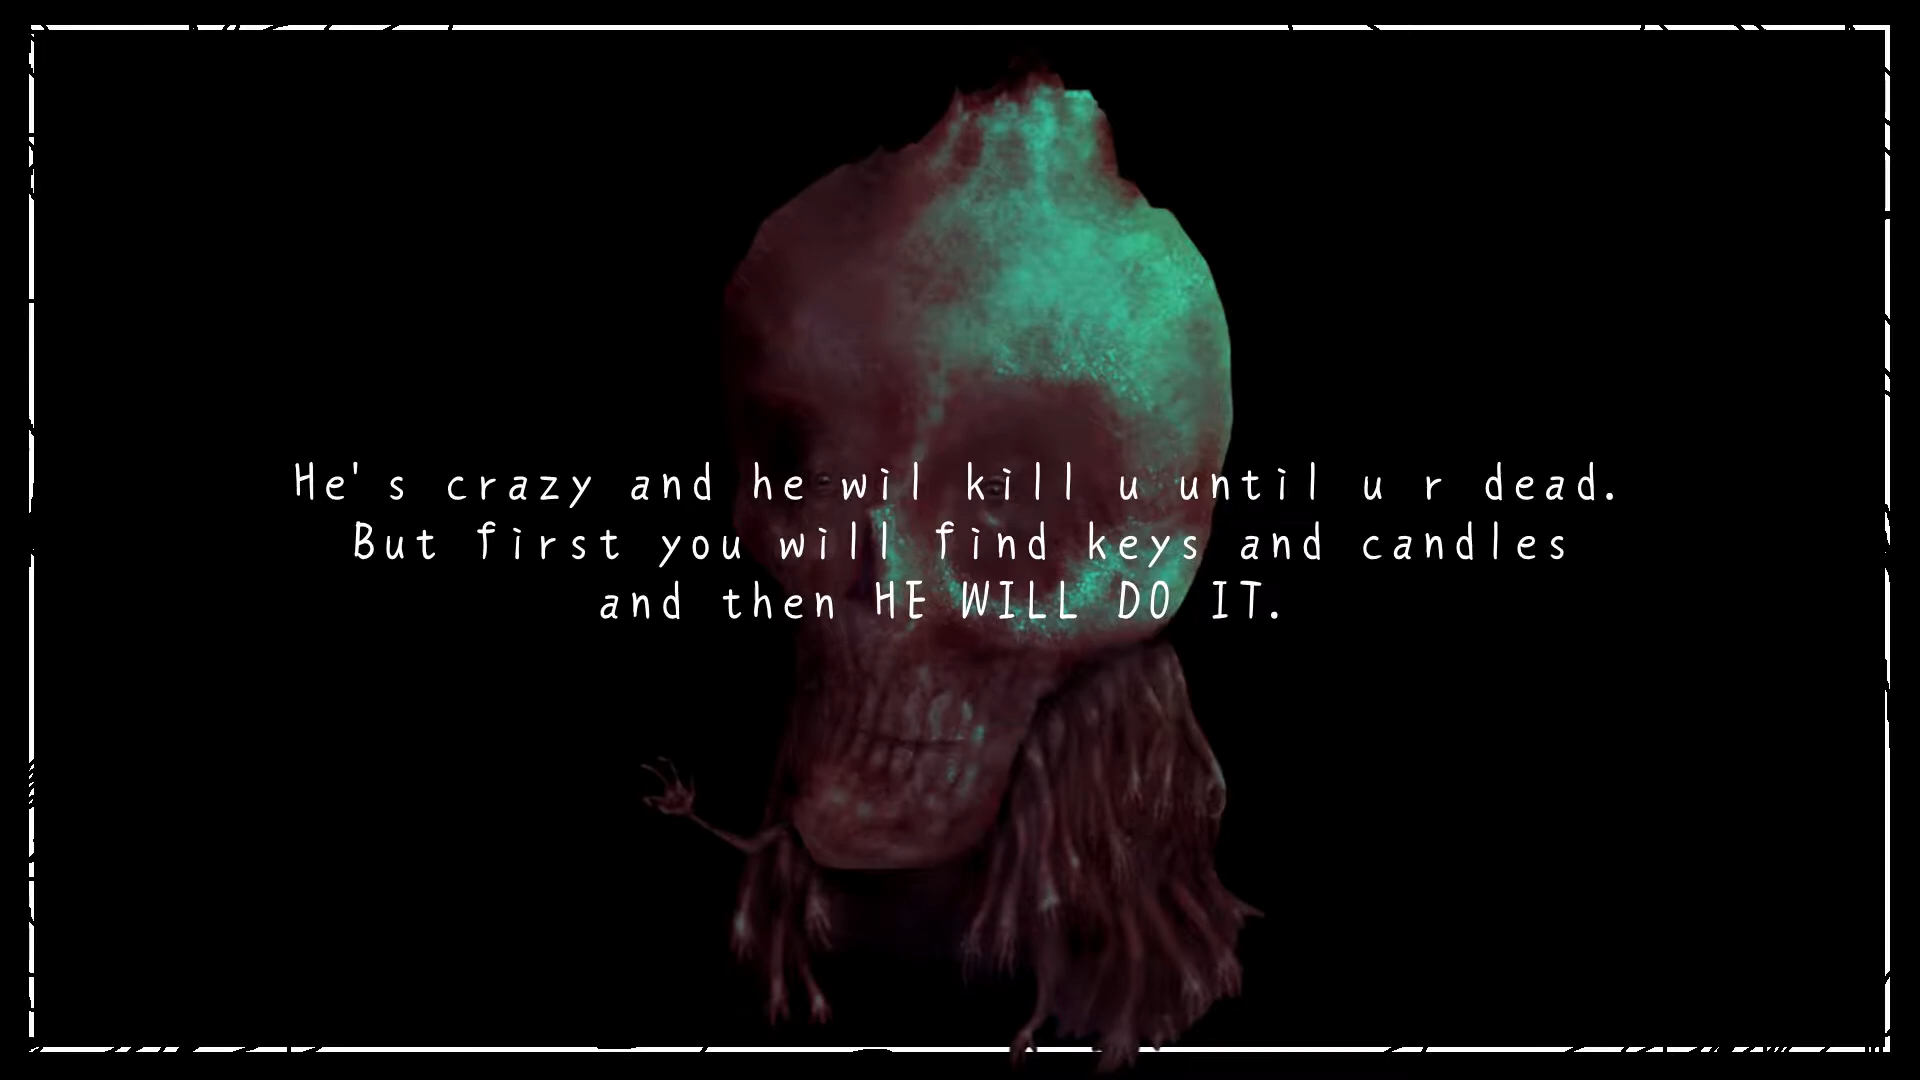 He's crazy and he wil kill u until u r dead.
But first you will find keys and candles
and then HE WILL DO IT.